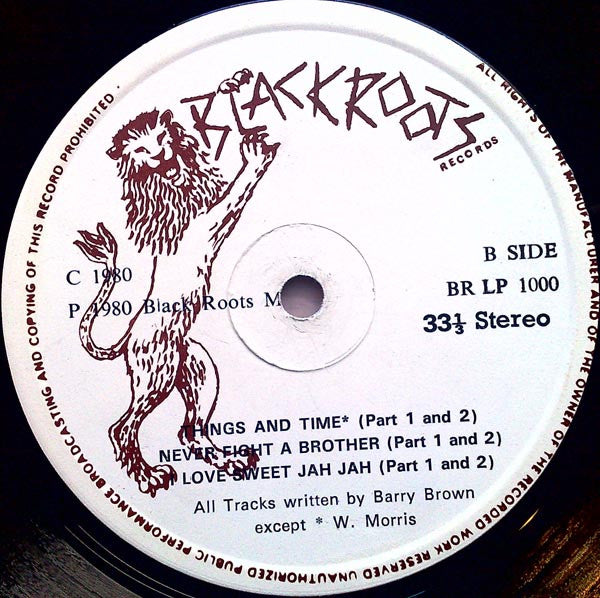 BLACKROOTS
RECORDS
ALL RIGHTS OF THE MANUFACTURER AND OF THE OWNER OF THE RECORDED WORK RESERVED UNAUTHORIZED PUBLIC PERFORMANCE BROADCASTING AND COPYING OF THIS RECORD PROHIBITED.
C 1980
P 1980 Black Roots M
B SIDE
BR LP 1000
33⅓ Stereo
THINGS AND TIME* (Part 1 and 2)
NEVER FIGHT A BROTHER (Part 1 and 2)
LOVE SWEET JAH JAH (Part 1 and 2)
All Tracks written by Barry Brown
except * W. Morris